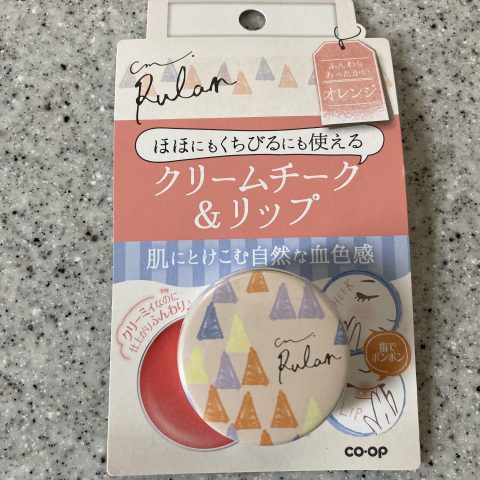 cm.
Rulan
ふんわり
あったかい
オレンジ
ほほにもくちびるにも使える
クリームチーク
&リップ
肌にとけこむ自然な血色感
クリーミィなのに
仕上がりふんわり
cm.
Rulan
CHEEK
指で
ポンポン
LIP
co·op